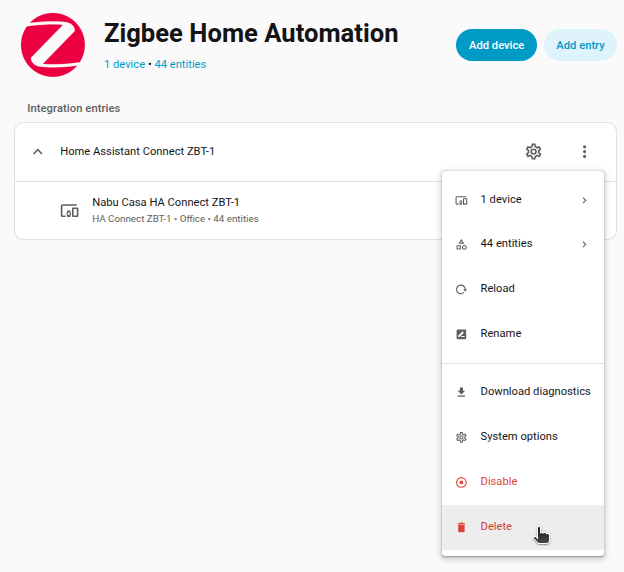 Zigbee Home Automation
1 device • 44 entities
Add device
Add entry
Integration entries
Home Assistant Connect ZBT-1
Nabu Casa HA Connect ZBT-1
HA Connect ZBT-1 • Office • 44 entities
1 device
44 entities
Reload
Rename
Download diagnostics
System options
Disable
Delete